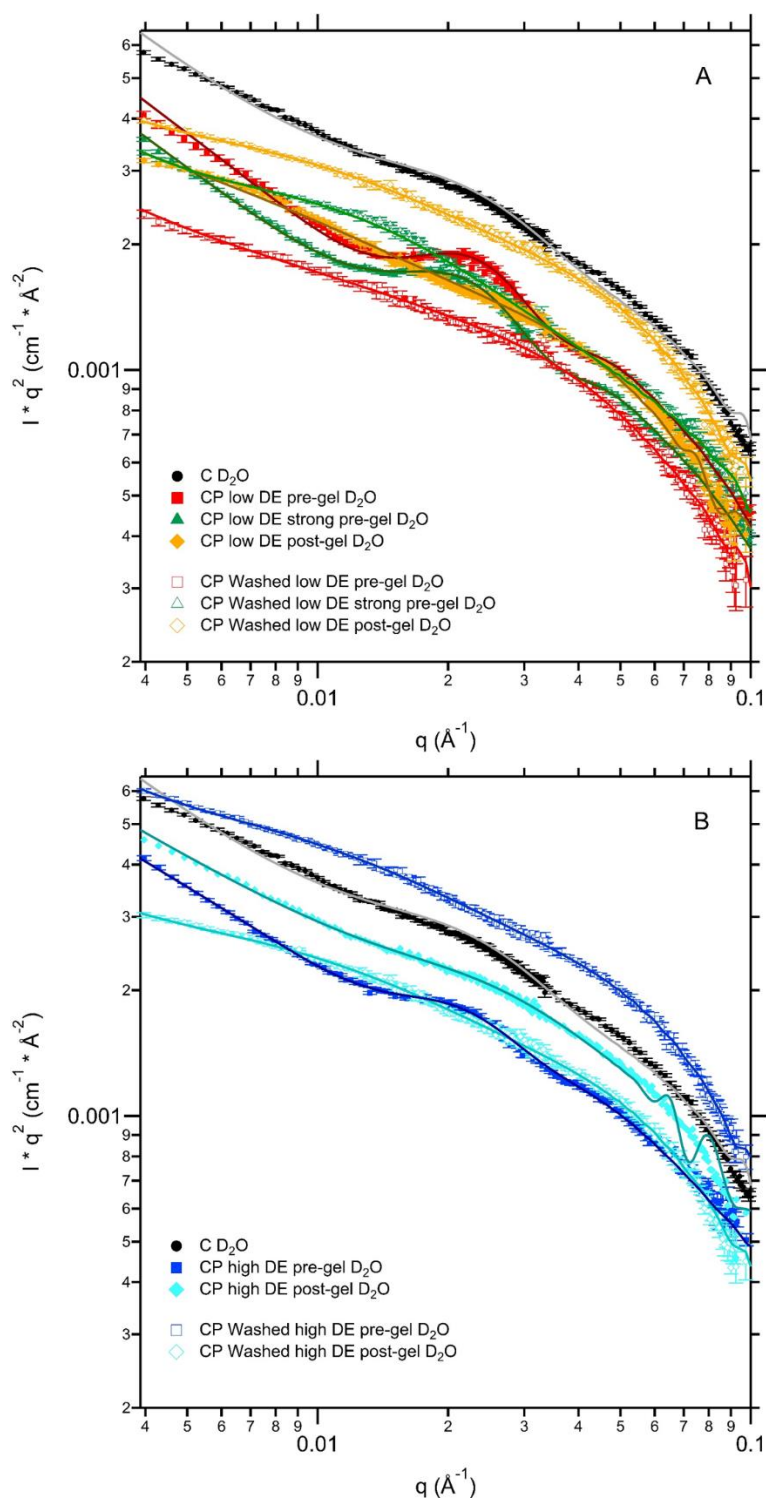 A
6
5
4
3
2
0.001
9
8
7
6
5
4
3
2
I * q² (cm⁻¹ * Å⁻²)
C D₂O
CP low DE pre-gel D₂O
CP low DE strong pre-gel D₂O
CP low DE post-gel D₂O
CP Washed low DE pre-gel D₂O
CP Washed low DE strong pre-gel D₂O
CP Washed low DE post-gel D₂O
4 5 6 7 8 9 2 3 4 5 6 7 8 9
0.01 0.1
q (Å⁻¹)
B
6
5
4
3
2
0.001
9
8
7
6
5
4
3
2
I * q² (cm⁻¹ * Å⁻²)
C D₂O
CP high DE pre-gel D₂O
CP high DE post-gel D₂O
CP Washed high DE pre-gel D₂O
CP Washed high DE post-gel D₂O
4 5 6 7 8 9 2 3 4 5 6 7 8 9
0.01 0.1
q (Å⁻¹)